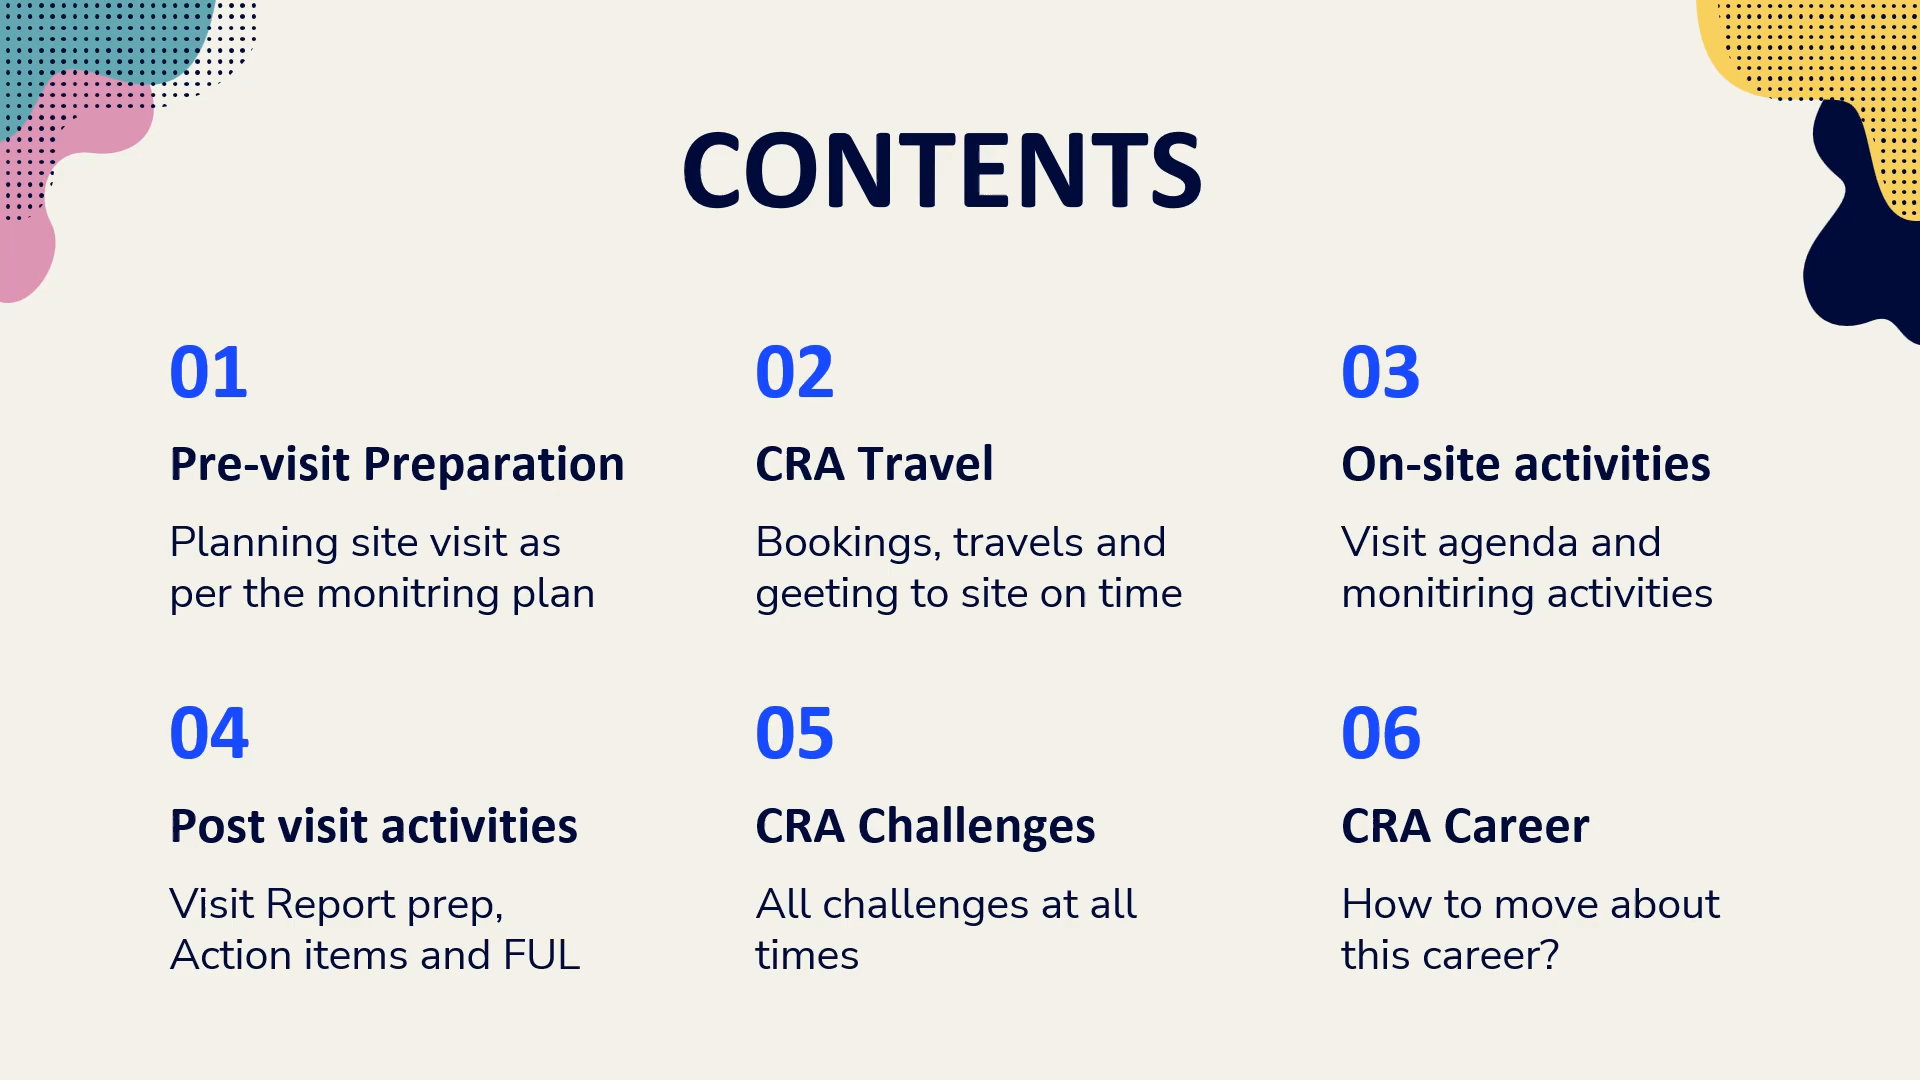 CONTENTS
01
Pre-visit Preparation
Planning site visit as
per the monitring plan
02
CRA Travel
Bookings, travels and
geeting to site on time
03
On-site activities
Visit agenda and
monitiring activities
04
Post visit activities
Visit Report prep,
Action items and FUL
05
CRA Challenges
All challenges at all
times
06
CRA Career
How to move about
this career?